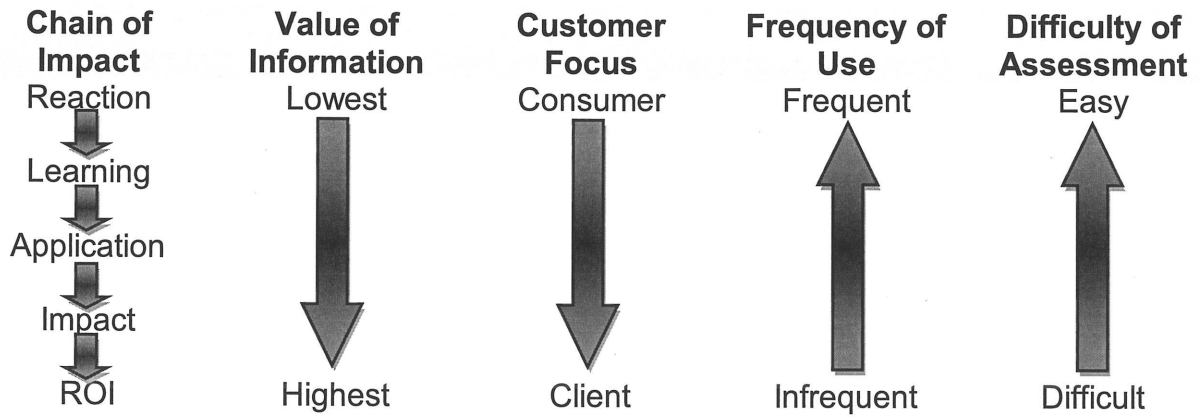 Chain of
Impact
Reaction
Learning
Application
Impact
ROI
Value of
Information
Lowest
Highest
Customer
Focus
Consumer
Client
Frequency of
Use
Frequent
Infrequent
Difficulty of
Assessment
Easy
Difficult